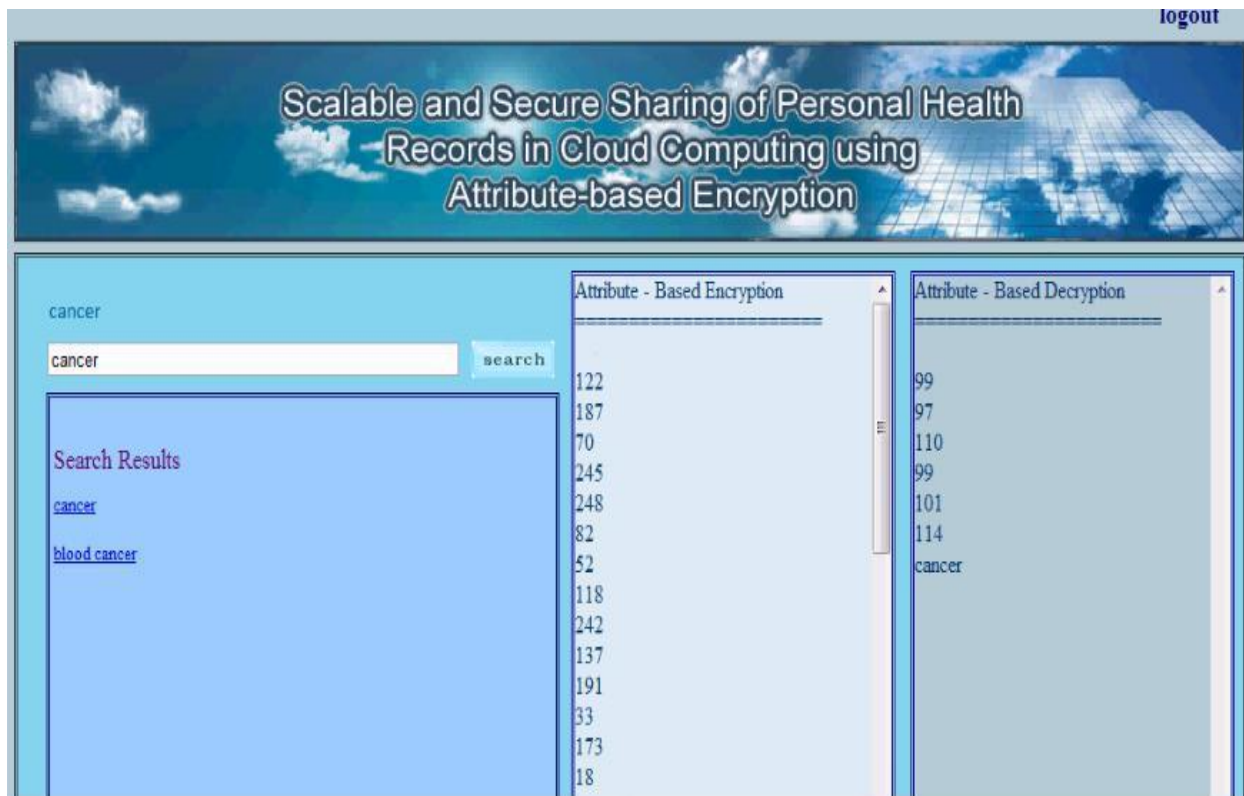 logout
Scalable and Secure Sharing of Personal Health
Records in Cloud Computing using
Attribute-based Encryption
cancer
cancer
search
Search Results
cancer
blood cancer
Attribute - Based Encryption
========================
122
187
70
245
248
82
52
118
242
137
191
33
173
18
Attribute - Based Decryption
========================
99
97
110
99
101
114
cancer